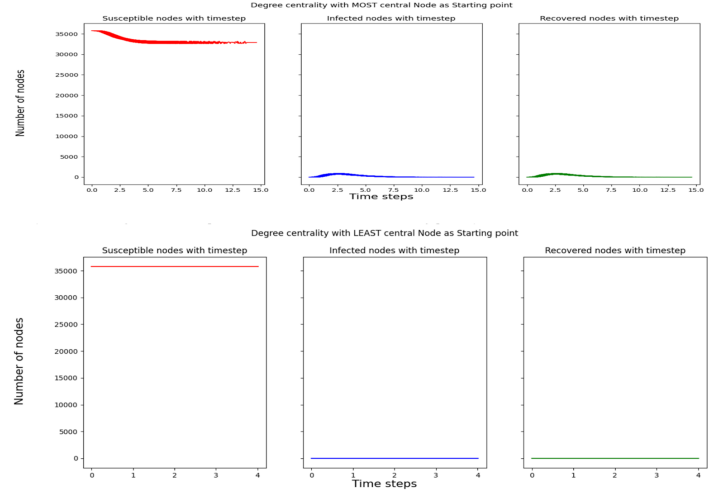 Degree centrality with MOST central Node as Starting point
Susceptible nodes with timestep
Infected nodes with timestep
Recovered nodes with timestep
Number of nodes
35000
30000
25000
20000
15000
10000
5000
0
0.0 2.5 5.0 7.5 10.0 12.5 15.0
0.0 2.5 5.0 7.5 10.0 12.5 15.0
0.0 2.5 5.0 7.5 10.0 12.5 15.0
Time steps
Degree centrality with LEAST central Node as Starting point
Susceptible nodes with timestep
Infected nodes with timestep
Recovered nodes with timestep
Number of nodes
35000
30000
25000
20000
15000
10000
5000
0
0 1 2 3 4
0 1 2 3 4
0 1 2 3 4
Time steps